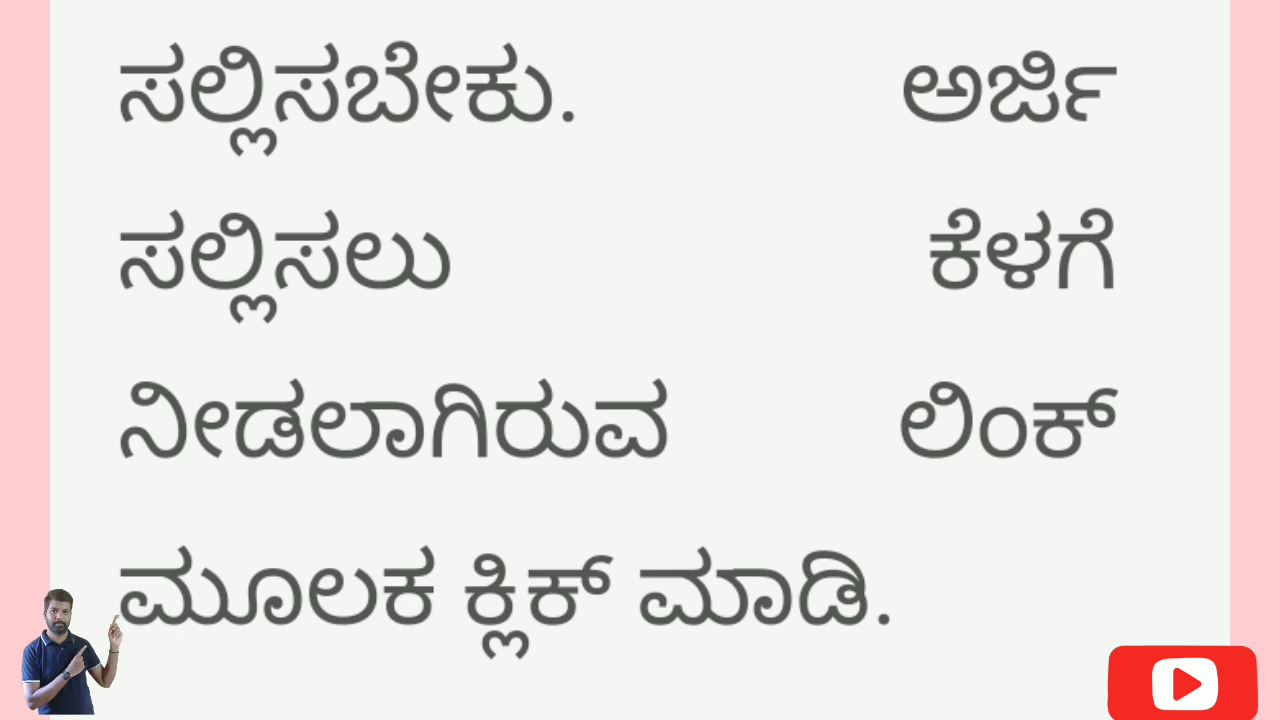 ಸಲ್ಲಿಸಬೇಕು. ಅರ್ಜಿ
ಸಲ್ಲಿಸಲು ಕೆಳಗೆ
ನೀಡಲಾಗಿರುವ ಲಿಂಕ್
ಮೂಲಕ ಕ್ಲಿಕ್ ಮಾಡಿ.